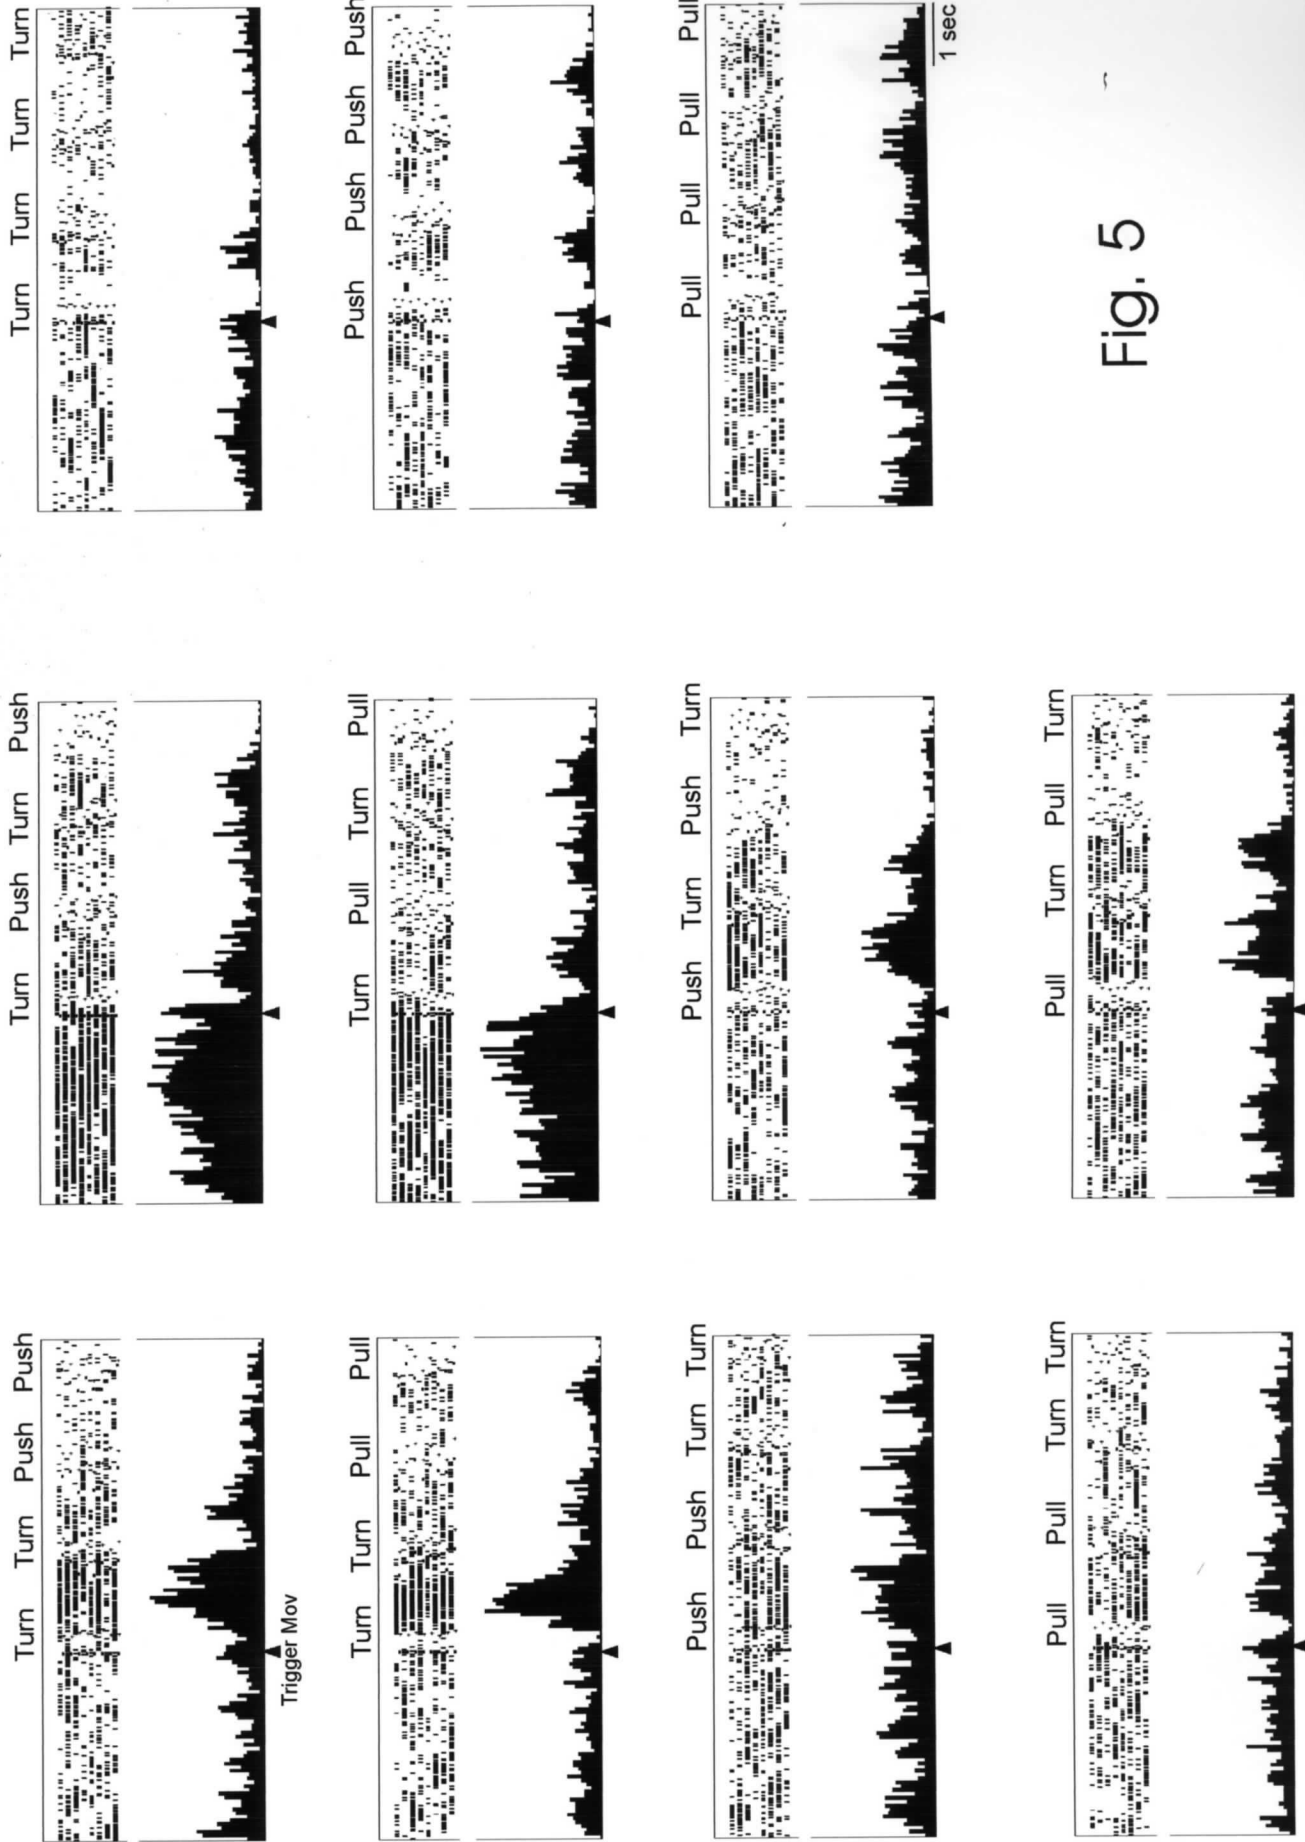 Turn Turn Push Push Turn Push Turn Push Turn Turn Turn Turn
Trigger Mov
Turn Turn Pull Pull Turn Pull Turn Pull Push Push Push Push
Push Push Turn Turn Push Turn Push Turn Pull Pull Pull Pull
1 sec
Pull Pull Turn Turn Pull Turn Pull Turn
Fig. 5